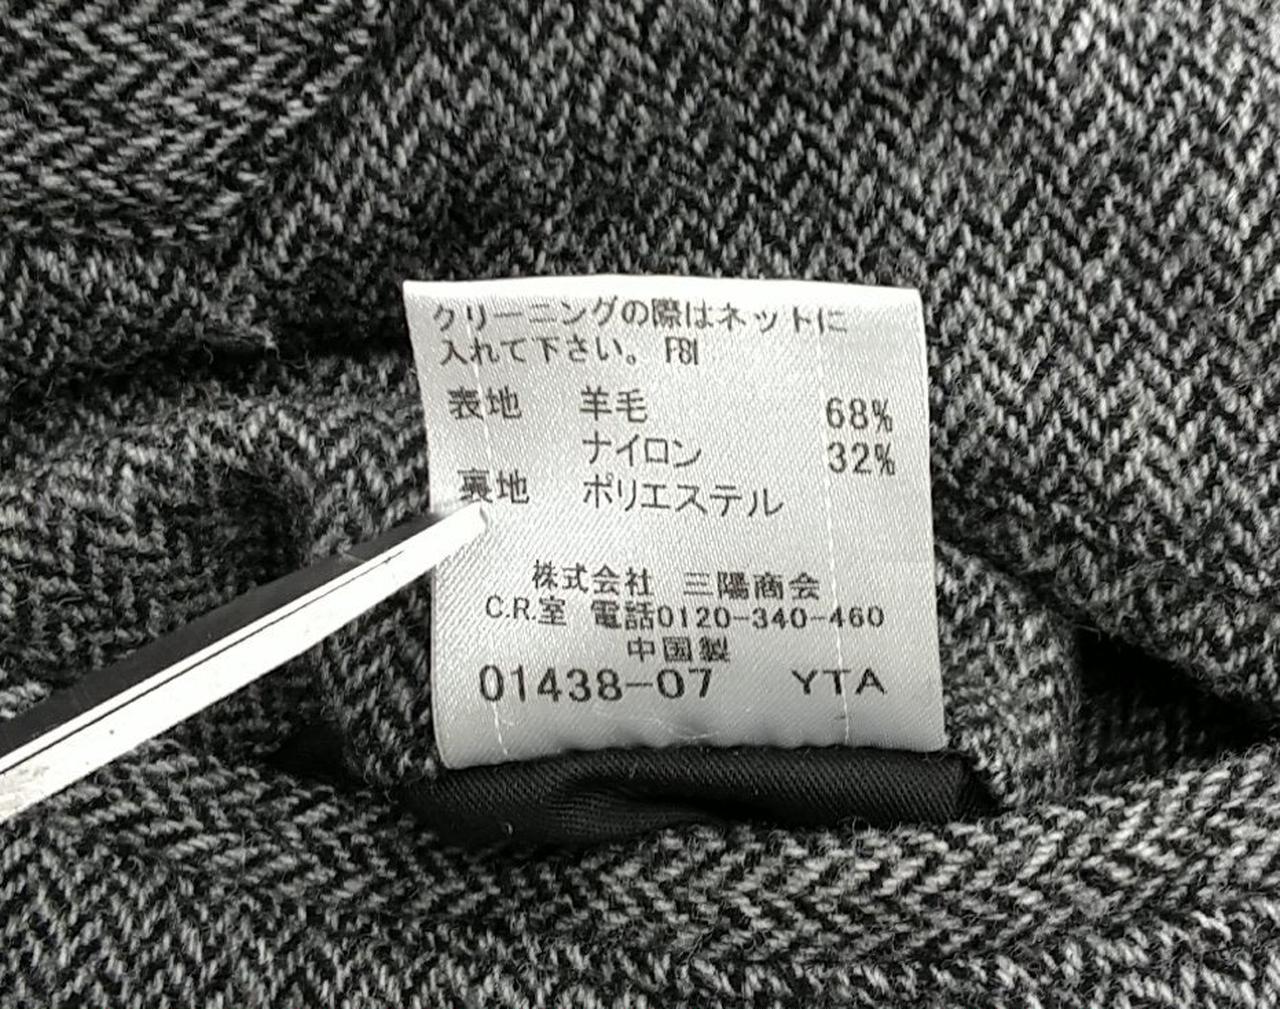 クリーニングの際はネットに
入れて下さい。 F8I
表地 羊毛 68%
ナイロン 32%
裏地 ポリエステル
株式会社 三陽商会
C.R.室 電話0120-340-460
中国製
01438-07 YTA